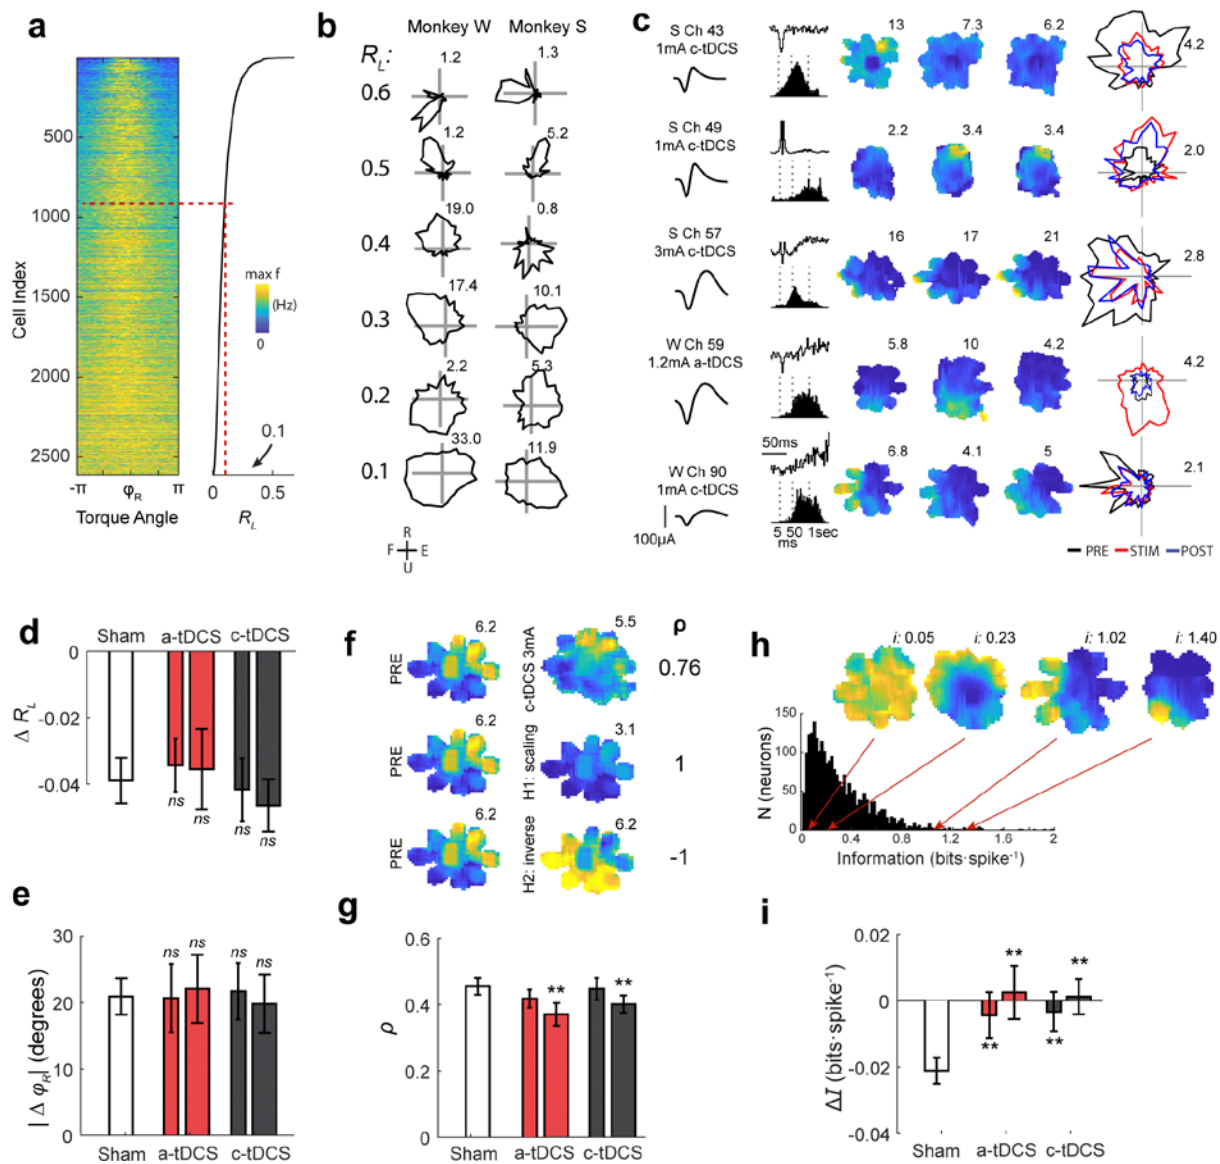 a
500
1000
1500
2000
2500
Cell Index
-π φR π
Torque Angle
max f
(Hz)
0
0.1
0 0.5
RL
b
Monkey W Monkey S
RL:
0.6 1.2 1.3
0.5 1.2 5.2
0.4 19.0 0.8
0.3 17.4 10.1
0.2 2.2 5.3
0.1 33.0 11.9
R
F E
U
c
S Ch 43
1mA c-tDCS
13 7.3 6.2 4.2
S Ch 49
1mA c-tDCS
2.2 3.4 3.4 2.0
S Ch 57
3mA c-tDCS
16 17 21 2.8
W Ch 59
1.2mA a-tDCS
5.8 10 4.2 4.2
50ms
W Ch 90
1mA c-tDCS
6.8 4.1 5 2.1
100μA
5 50 1sec
ms
PRE STIM POST
d
Sham a-tDCS c-tDCS
0
-0.02
-0.04
Δ RL
ns ns ns ns
e
30
20
10
0
| Δ φR| (degrees)
ns ns ns ns
Sham a-tDCS c-tDCS
f
ρ
PRE 6.2 c-tDCS 3mA 5.5 0.76
PRE 6.2 H1: scaling 3.1 1
PRE 6.2 H2: inverse 6.2 -1
g
0.6
0.4
0.2
0
ρ
** **
Sham a-tDCS c-tDCS
h
i: 0.05 i: 0.23 i: 1.02 i: 1.40
150
100
50
0
N (neurons)
0 0.4 0.8 1.2 1.6 2
Information (bits·spike⁻¹)
i
0.02
0
-0.02
-0.04
ΔI (bits·spike⁻¹)
** **
** **
Sham a-tDCS c-tDCS